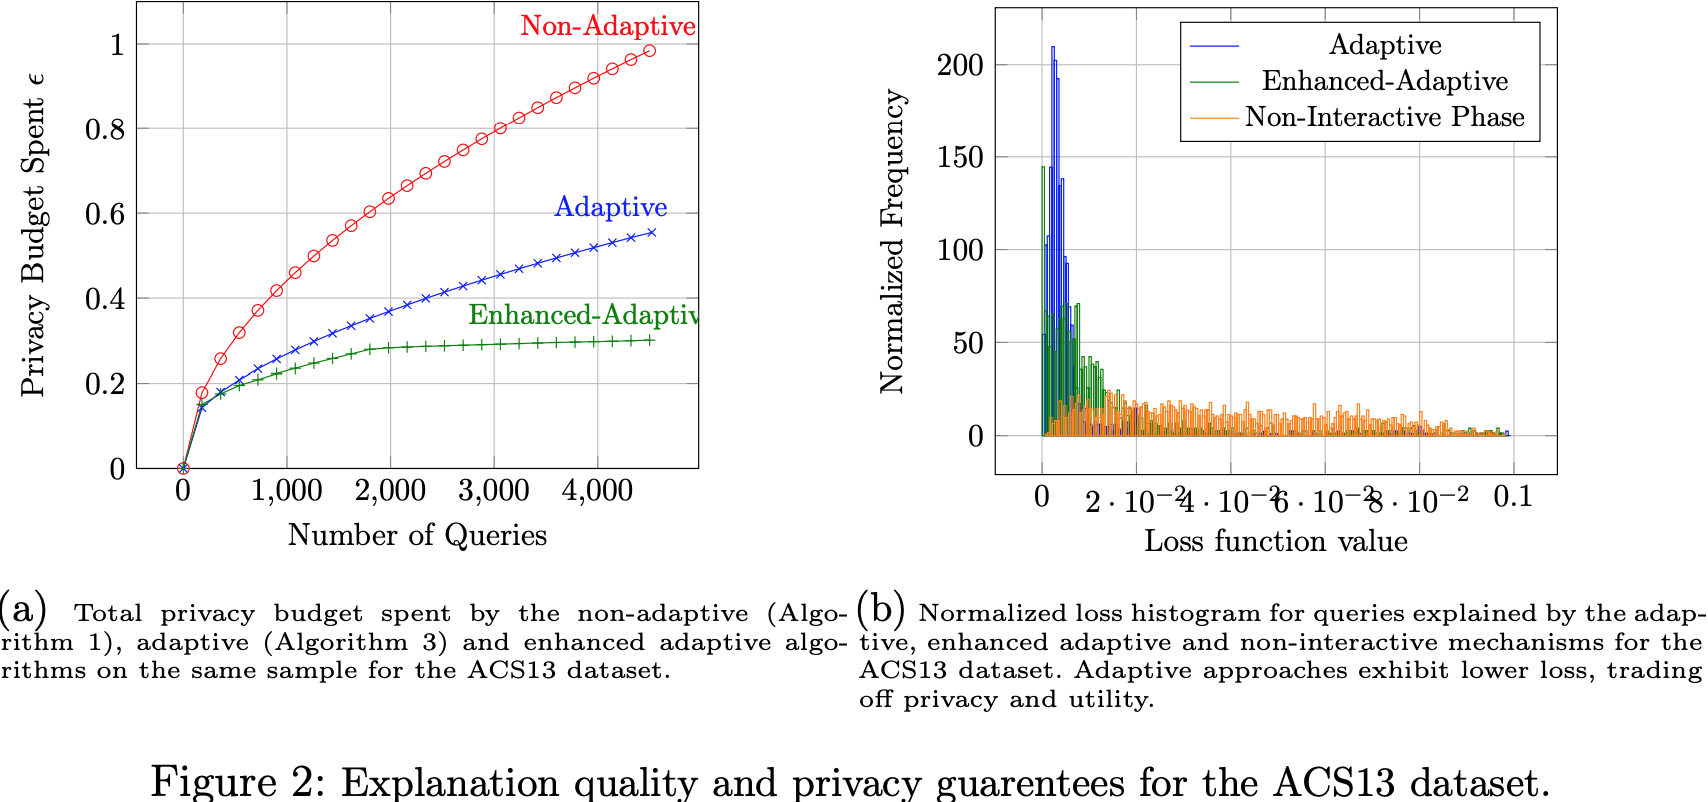 Non-Adaptive
Adaptive
Enhanced-Adaptiv
1
0.8
0.6
0.4
0.2
0
0 1,000 2,000 3,000 4,000
Privacy Budget Spent ϵ
Number of Queries
Adaptive
Enhanced-Adaptive
Non-Interactive Phase
200
150
100
50
0
0 2 · 10⁻² 4 · 10⁻² 6 · 10⁻² 8 · 10⁻² 0.1
Normalized Frequency
Loss function value
(a) Total privacy budget spent by the non-adaptive (Algo-
rithm 1), adaptive (Algorithm 3) and enhanced adaptive algo-
rithms on the same sample for the ACS13 dataset.
(b) Normalized loss histogram for queries explained by the adap-
tive, enhanced adaptive and non-interactive mechanisms for the
ACS13 dataset. Adaptive approaches exhibit lower loss, trading
off privacy and utility.
Figure 2: Explanation quality and privacy guarentees for the ACS13 dataset.